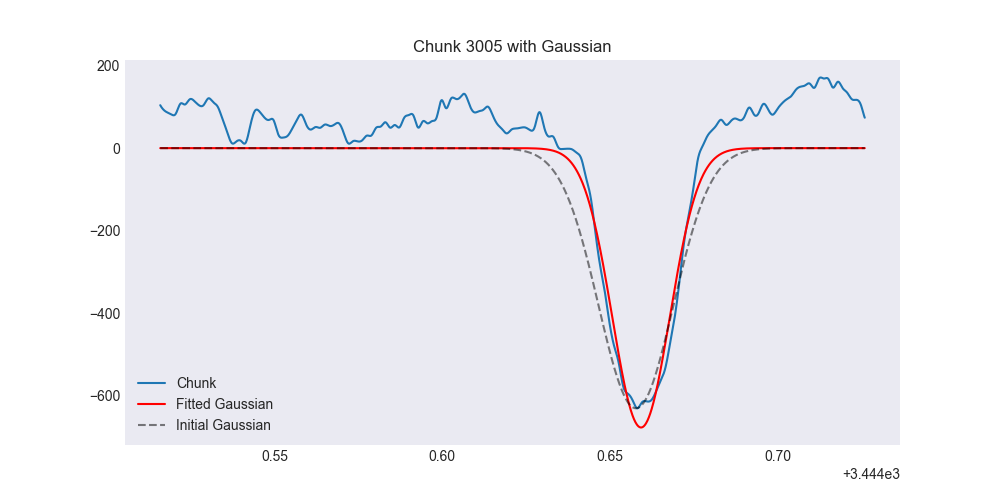 Chunk 3005 with Gaussian
200
0
−200
−400
−600
Chunk
Fitted Gaussian
Initial Gaussian
0.55 0.60 0.65 0.70
+3.444e3